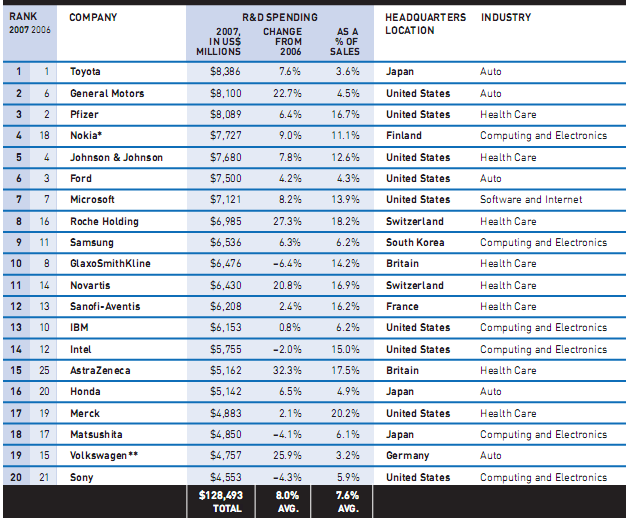 RANK COMPANY R&D SPENDING HEADQUARTERS INDUSTRY
2007 2006 2007, CHANGE AS A LOCATION
IN US$ FROM % OF
MILLIONS 2006 SALES
1 1 Toyota $8,386 7.6% 3.6% Japan Auto
2 6 General Motors $8,100 22.7% 4.5% United States Auto
3 2 Pfizer $8,089 6.4% 16.7% United States Health Care
4 18 Nokia* $7,727 9.0% 11.1% Finland Computing and Electronics
5 4 Johnson & Johnson $7,680 7.8% 12.6% United States Health Care
6 3 Ford $7,500 4.2% 4.3% United States Auto
7 7 Microsoft $7,121 8.2% 13.9% United States Software and Internet
8 16 Roche Holding $6,985 27.3% 18.2% Switzerland Health Care
9 11 Samsung $6,536 6.3% 6.2% South Korea Computing and Electronics
10 8 GlaxoSmithKline $6,476 –6.4% 14.2% Britain Health Care
11 14 Novartis $6,430 20.8% 16.9% Switzerland Health Care
12 13 Sanofi-Aventis $6,208 2.4% 16.2% France Health Care
13 10 IBM $6,153 0.8% 6.2% United States Computing and Electronics
14 12 Intel $5,755 –2.0% 15.0% United States Computing and Electronics
15 25 AstraZeneca $5,162 32.3% 17.5% Britain Health Care
16 20 Honda $5,142 6.5% 4.9% Japan Auto
17 19 Merck $4,883 2.1% 20.2% United States Health Care
18 17 Matsushita $4,850 –4.1% 6.1% Japan Computing and Electronics
19 15 Volkswagen** $4,757 25.9% 3.2% Germany Auto
20 21 Sony $4,553 –4.3% 5.9% United States Computing and Electronics
$128,493 8.0% 7.6%
TOTAL AVG. AVG.